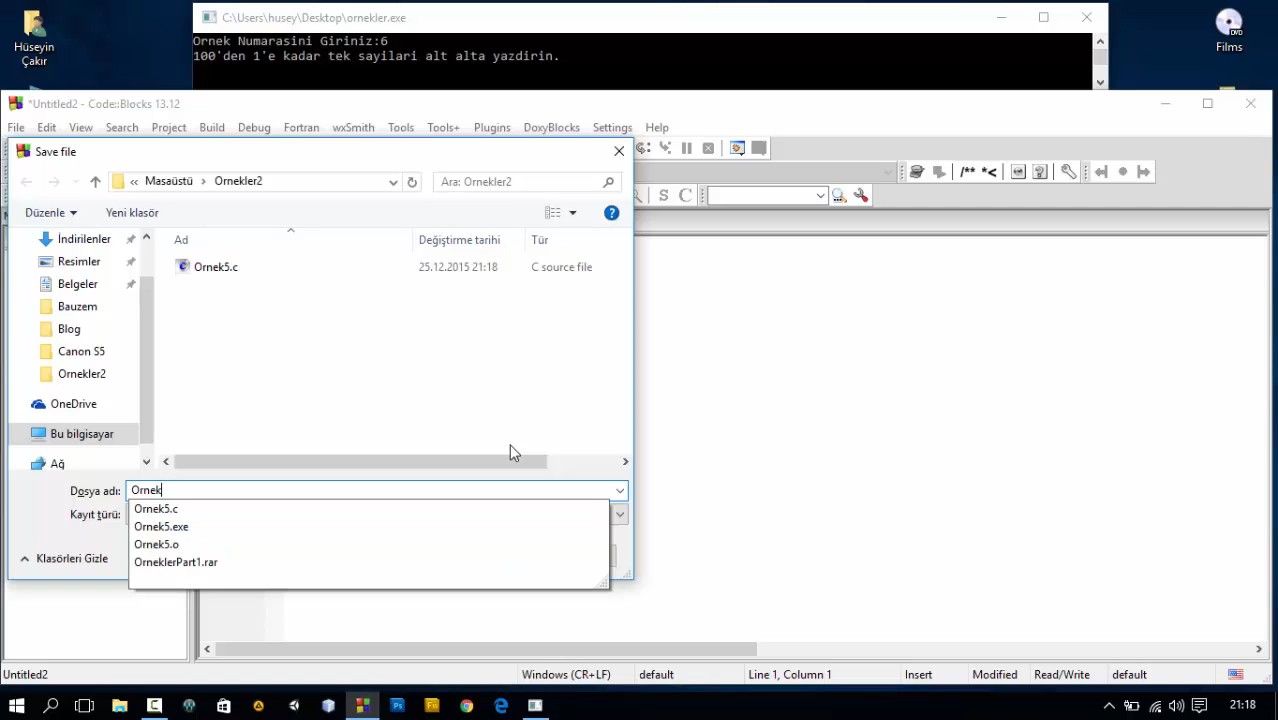 Hüseyin
Çakır
C:\Users\husey\Desktop\ornekler.exe
Ornek Numarasini Giriniz:6
100'den 1'e kadar tek sayilari alt alta yazdirin.
DVD
Films
*Untitled2 - Code::Blocks 13.12
File Edit View Search Project Build Debug Fortran wxSmith Tools Tools+ Plugins DoxyBlocks Settings Help
Save file
« Masaüstü › Ornekler2
Ara: Ornekler2
/** *<
S C
Düzenle
Yeni klasör
Ad
Değiştirme tarihi
Tür
Ornek5.c
25.12.2015 21:18
C source file
İndirilenler
Resimler
Belgeler
Bauzem
Blog
Canon S5
Ornekler2
OneDrive
Bu bilgisayar
Ağ
Dosya adı:
Ornek
Ornek5.c
Ornek5.exe
Ornek5.o
OrneklerPart1.rar
Kayıt türü:
Klasörleri Gizle
Untitled2
Windows (CR+LF)
default
Line 1, Column 1
Insert
Modified
Read/Write
default
Ps
Fw
21:18